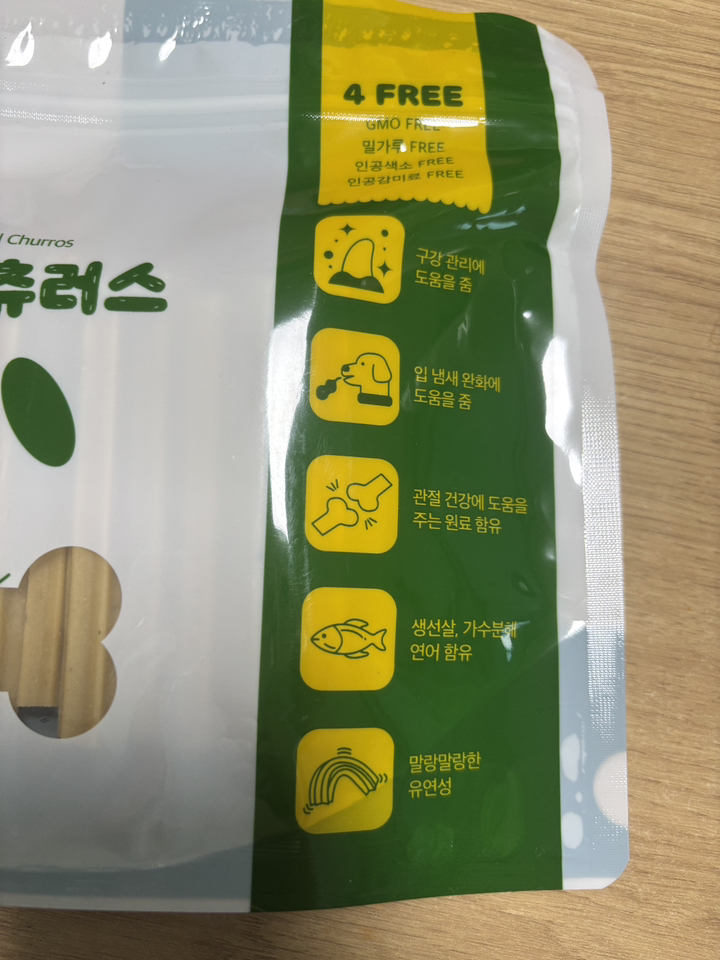 4 FREE
GMO FREE
밀가루 FREE
인공색소 FREE
인공감미료 FREE
Churros
츄러스
구강 관리에
도움을 줌
입 냄새 완화에
도움을 줌
관절 건강에 도움을
주는 원료 함유
생선살, 가수분해
연어 함유
말랑말랑한
유연성